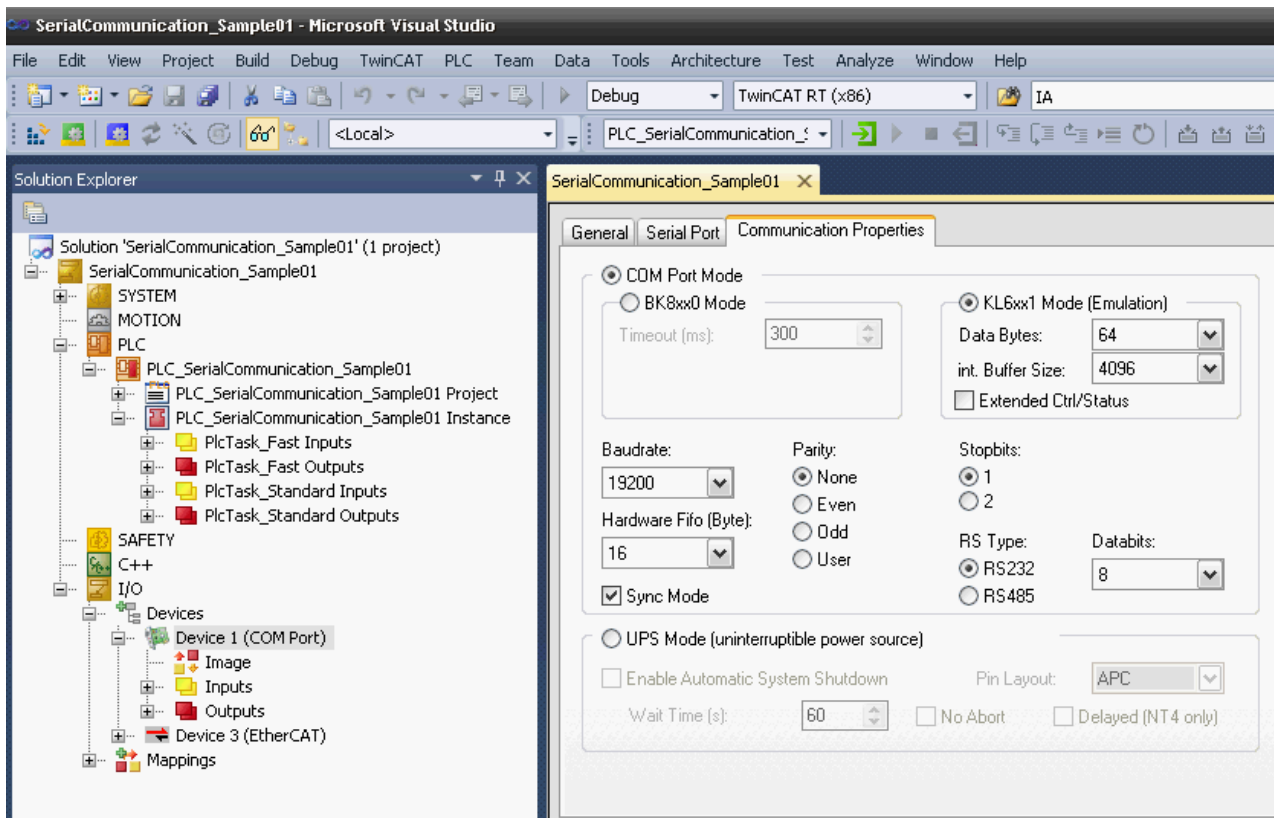 SerialCommunication_Sample01 - Microsoft Visual Studio
File Edit View Project Build Debug TwinCAT PLC Team Data Tools Architecture Test Analyze Window Help
Debug TwinCAT RT (x86) IA
<Local> PLC_SerialCommunication_
Solution Explorer
SerialCommunication_Sample01
Solution 'SerialCommunication_Sample01' (1 project)
SerialCommunication_Sample01
SYSTEM
MOTION
PLC
PLC_SerialCommunication_Sample01
PLC_SerialCommunication_Sample01 Project
PLC_SerialCommunication_Sample01 Instance
PlcTask_Fast Inputs
PlcTask_Fast Outputs
PlcTask_Standard Inputs
PlcTask_Standard Outputs
SAFETY
C++
I/O
Devices
Device 1 (COM Port)
Image
Inputs
Outputs
Device 3 (EtherCAT)
Mappings
General Serial Port Communication Properties
COM Port Mode
BK8xx0 Mode
Timeout (ms): 300
KL6xx1 Mode (Emulation)
Data Bytes: 64
int. Buffer Size: 4096
Extended Ctrl/Status
Baudrate:
19200
Hardware Fifo (Byte):
16
Sync Mode
Parity:
None
Even
Odd
User
Stopbits:
1
2
RS Type:
RS232
RS485
Databits:
8
UPS Mode (uninterruptible power source)
Enable Automatic System Shutdown
Pin Layout: APC
Wait Time (s): 60
No Abort
Delayed (NT4 only)